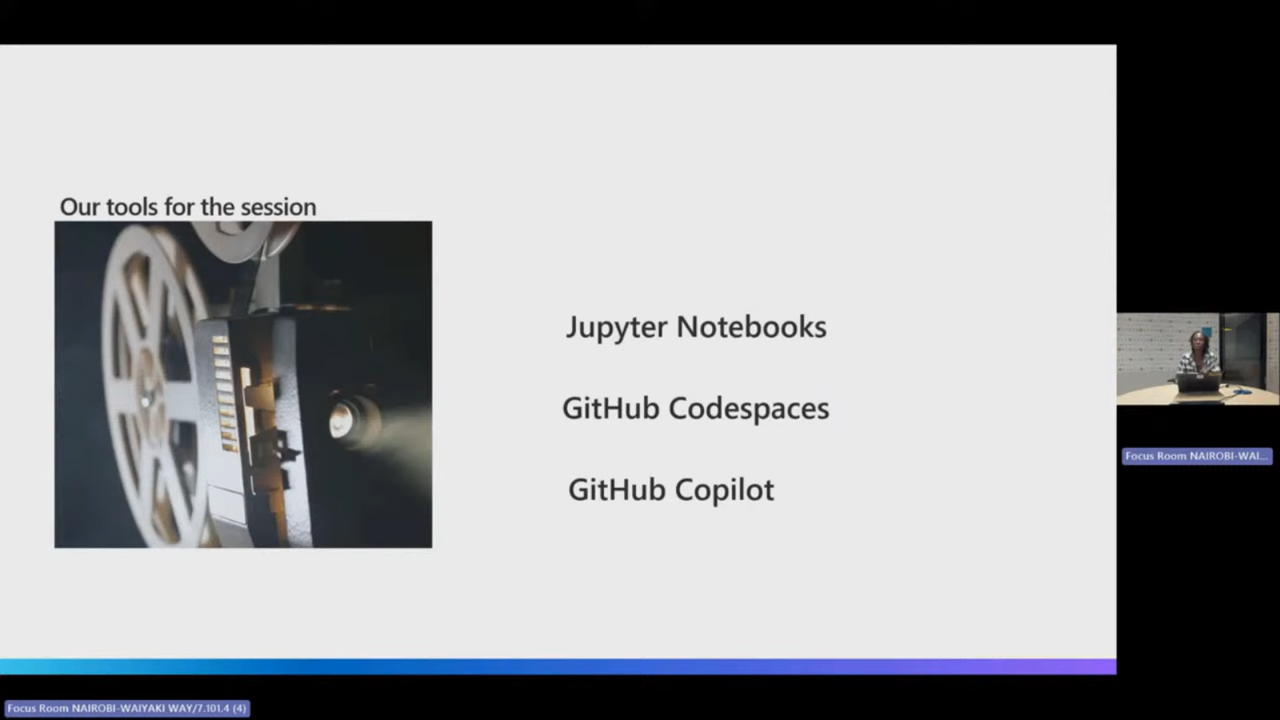 Our tools for the session
Jupyter Notebooks
GitHub Codespaces
GitHub Copilot
Focus Room NAIROBI-WAI...
Focus Room NAIROBI-WAIYAKI WAY/7.101.4 (4)